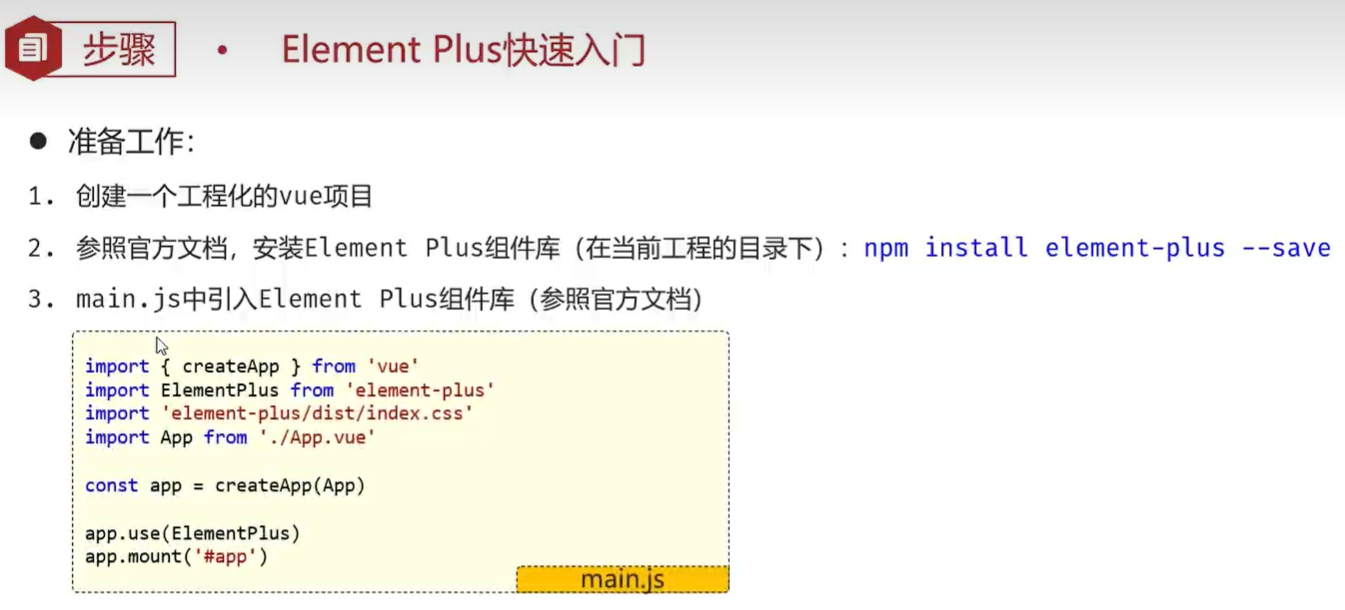 步骤 • Element Plus快速入门
● 准备工作：
1. 创建一个工程化的vue项目
2. 参照官方文档，安装Element Plus组件库（在当前工程的目录下）：npm install element-plus --save
3. main.js中引入Element Plus组件库（参照官方文档）
import { createApp } from 'vue'
import ElementPlus from 'element-plus'
import 'element-plus/dist/index.css'
import App from './App.vue'
const app = createApp(App)
app.use(ElementPlus)
app.mount('#app')
main.js